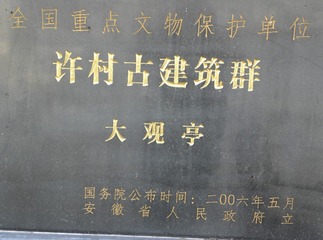 全国重点文物保护单位
许村古建筑群
大观亭
国务院公布时间：二〇〇六年五月
安徽省人民政府立